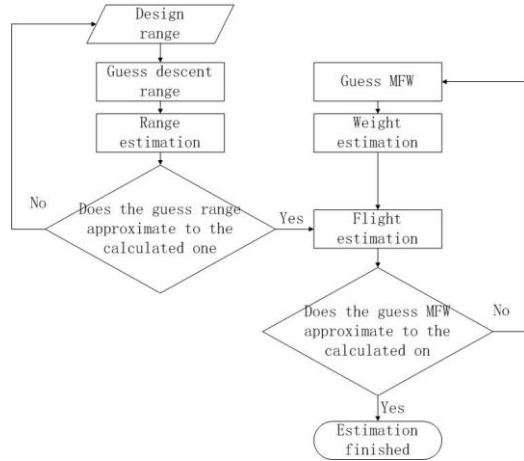 Design
range
Guess descent
range
Range
estimation
No
Does the guess range
approximate to the
calculated one
Yes
Guess MFW
Weight
estimation
Flight
estimation
Does the guess MFW
approximate to the
calculated on
No
Yes
Estimation
finished